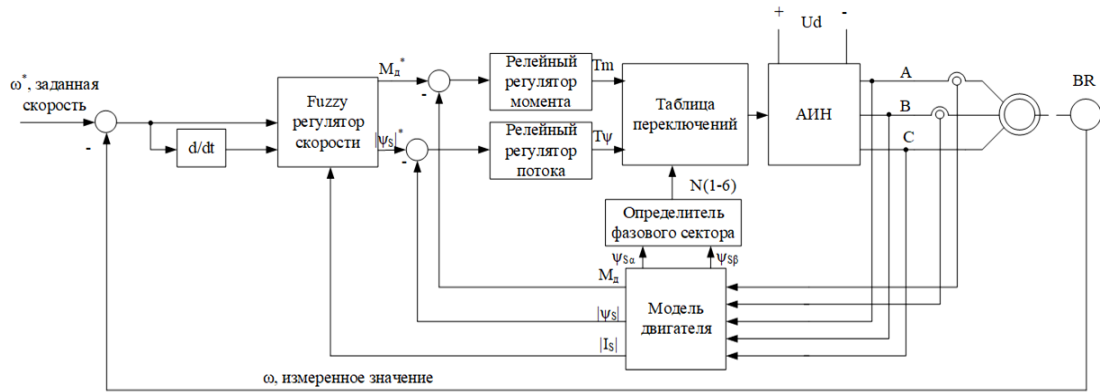 + Ud -
ω*, заданная
скорость
-
d/dt
Fuzzy
регулятор
скорости
Mд*
|ψS|*
-
-
Релейный
регулятор
момента
Tm
Релейный
регулятор
потока
Tψ
Таблица
переключений
АИН
A
B
C
BR
N(1-6)
Определитель
фазового сектора
ψSα
ψSβ
Mд
|ψS|
|IS|
Модель
двигателя
ω, измеренное значение